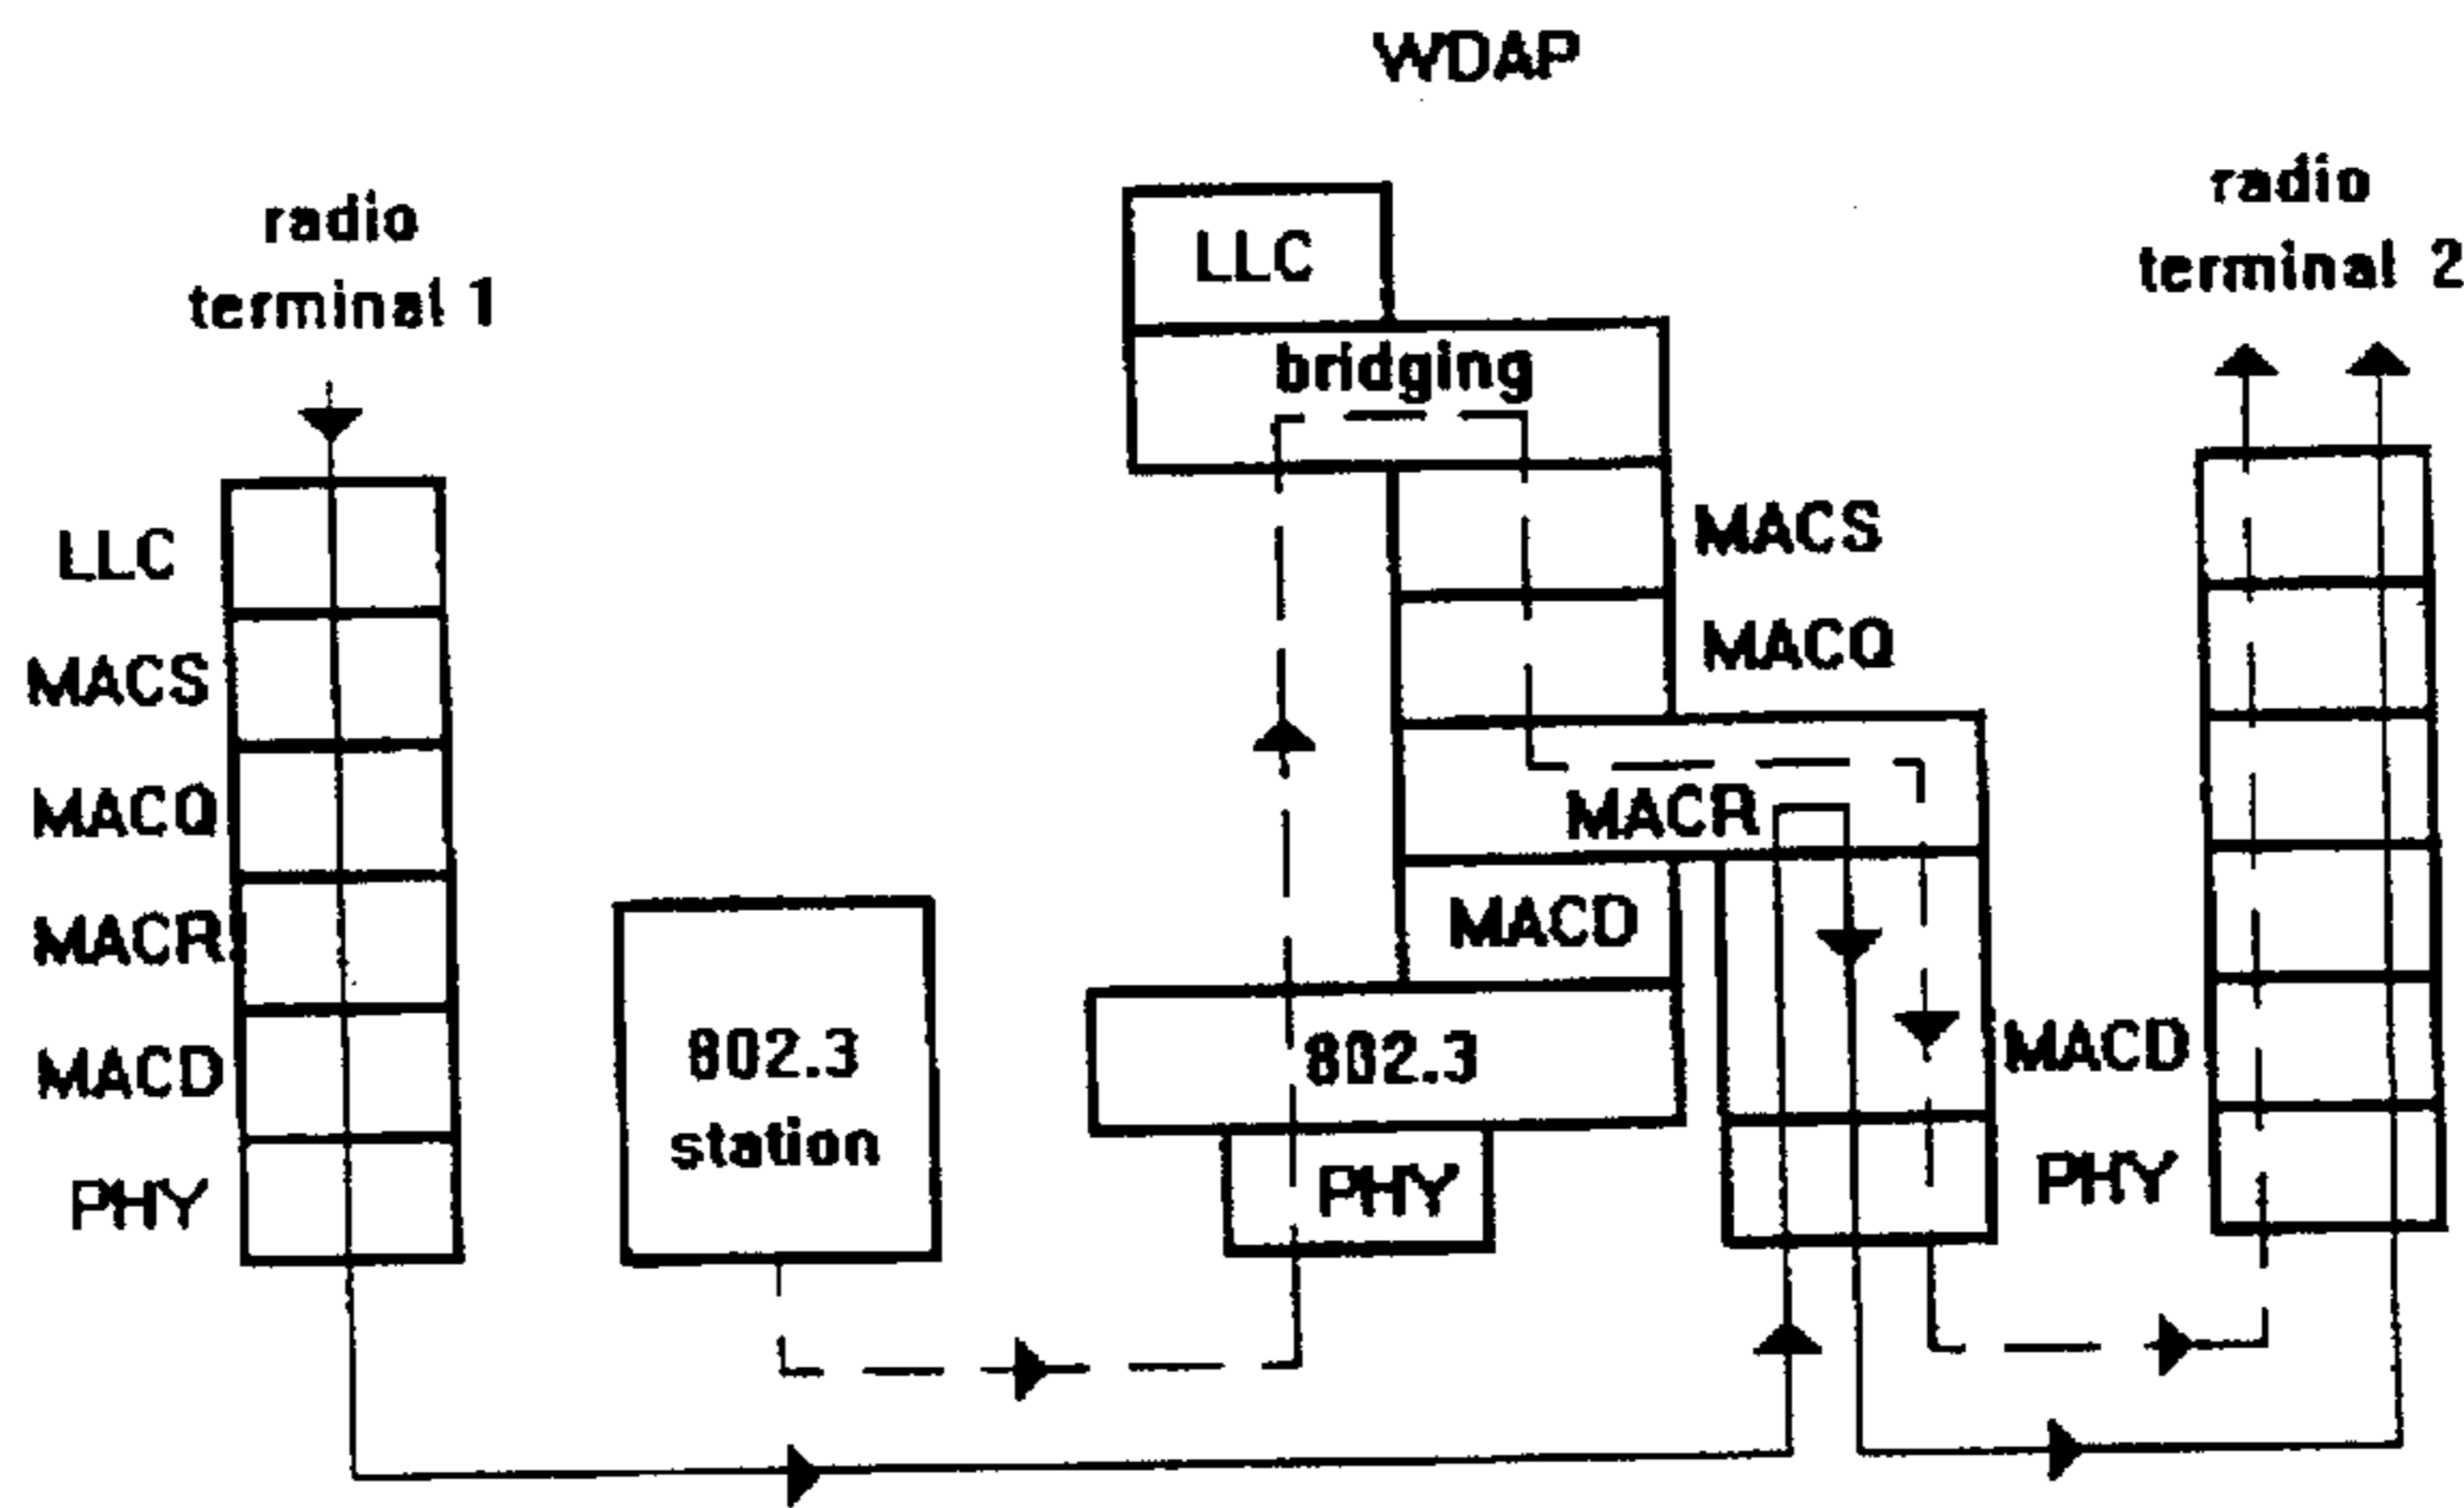 WDAP
radio
terminal 1
LLC
MACS
MACQ
MACR
MACD
PHY
802.3
station
LLC
bridging
MACS
MACQ
MACR
MACD
802.3
PHY
MACD
PHY
radio
terminal 2